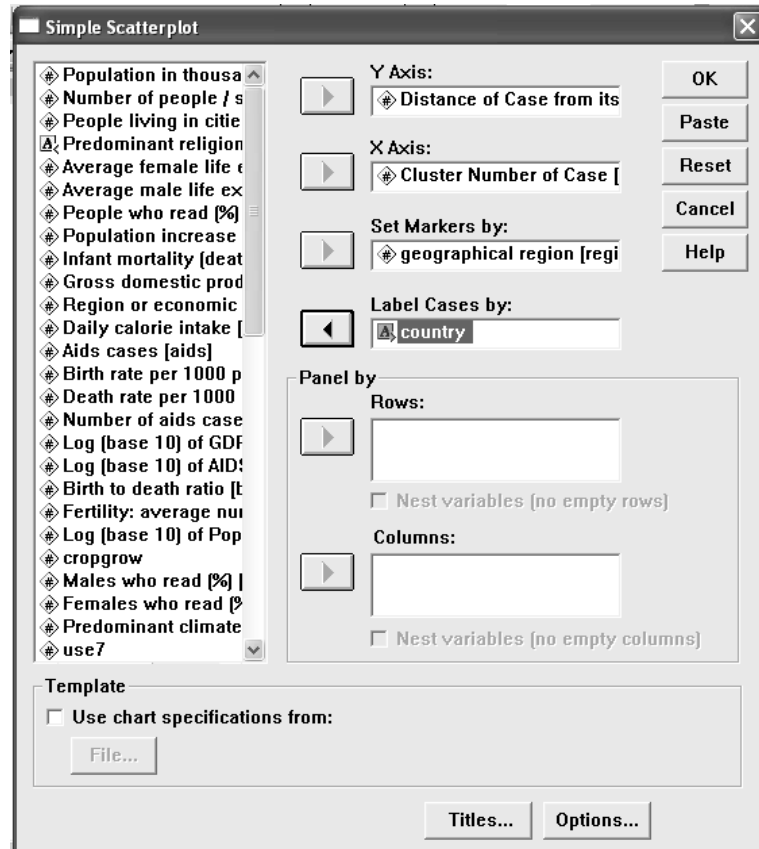 Simple Scatterplot
Population in thousa
Number of people / s
People living in citie
Predominant religion
Average female life e
Average male life ex
People who read (%)
Population increase
Infant mortality (deat
Gross domestic prod
Region or economic
Daily calorie intake [
Aids cases [aids]
Birth rate per 1000 p
Death rate per 1000
Number of aids case
Log (base 10) of GDP
Log (base 10) of AIDS
Birth to death ratio [b
Fertility: average nu
Log (base 10) of Pop
cropgrow
Males who read (%) [
Females who read (%
Predominant climate
use7
Y Axis:
Distance of Case from its
X Axis:
Cluster Number of Case [
Set Markers by:
geographical region [regi
Label Cases by:
country
Panel by
Rows:
Nest variables (no empty rows)
Columns:
Nest variables (no empty columns)
OK
Paste
Reset
Cancel
Help
Template
Use chart specifications from:
File...
Titles...
Options...